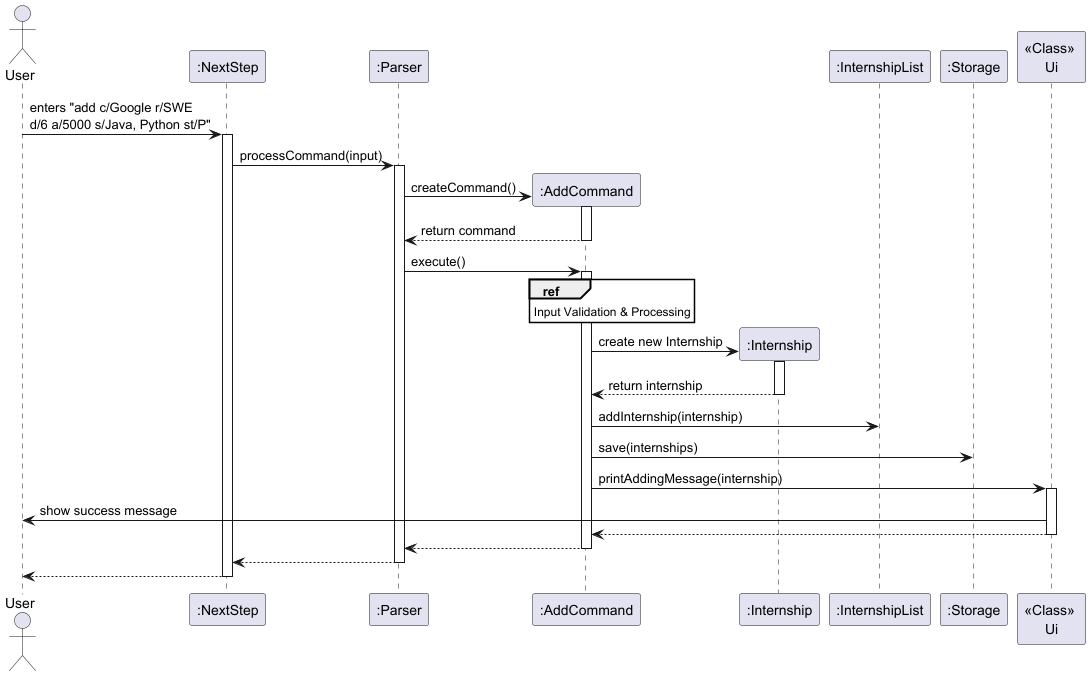 User
:NextStep
:Parser
:InternshipList
:Storage
«Class»
Ui
enters "add c/Google r/SWE
d/6 a/5000 s/Java, Python st/P"
processCommand(input)
createCommand()
:AddCommand
return command
execute()
ref
Input Validation & Processing
create new Internship
:Internship
return internship
addInternship(internship)
save(internships)
printAddingMessage(internship)
show success message
User
:NextStep
:Parser
:AddCommand
:Internship
:InternshipList
:Storage
«Class»
Ui